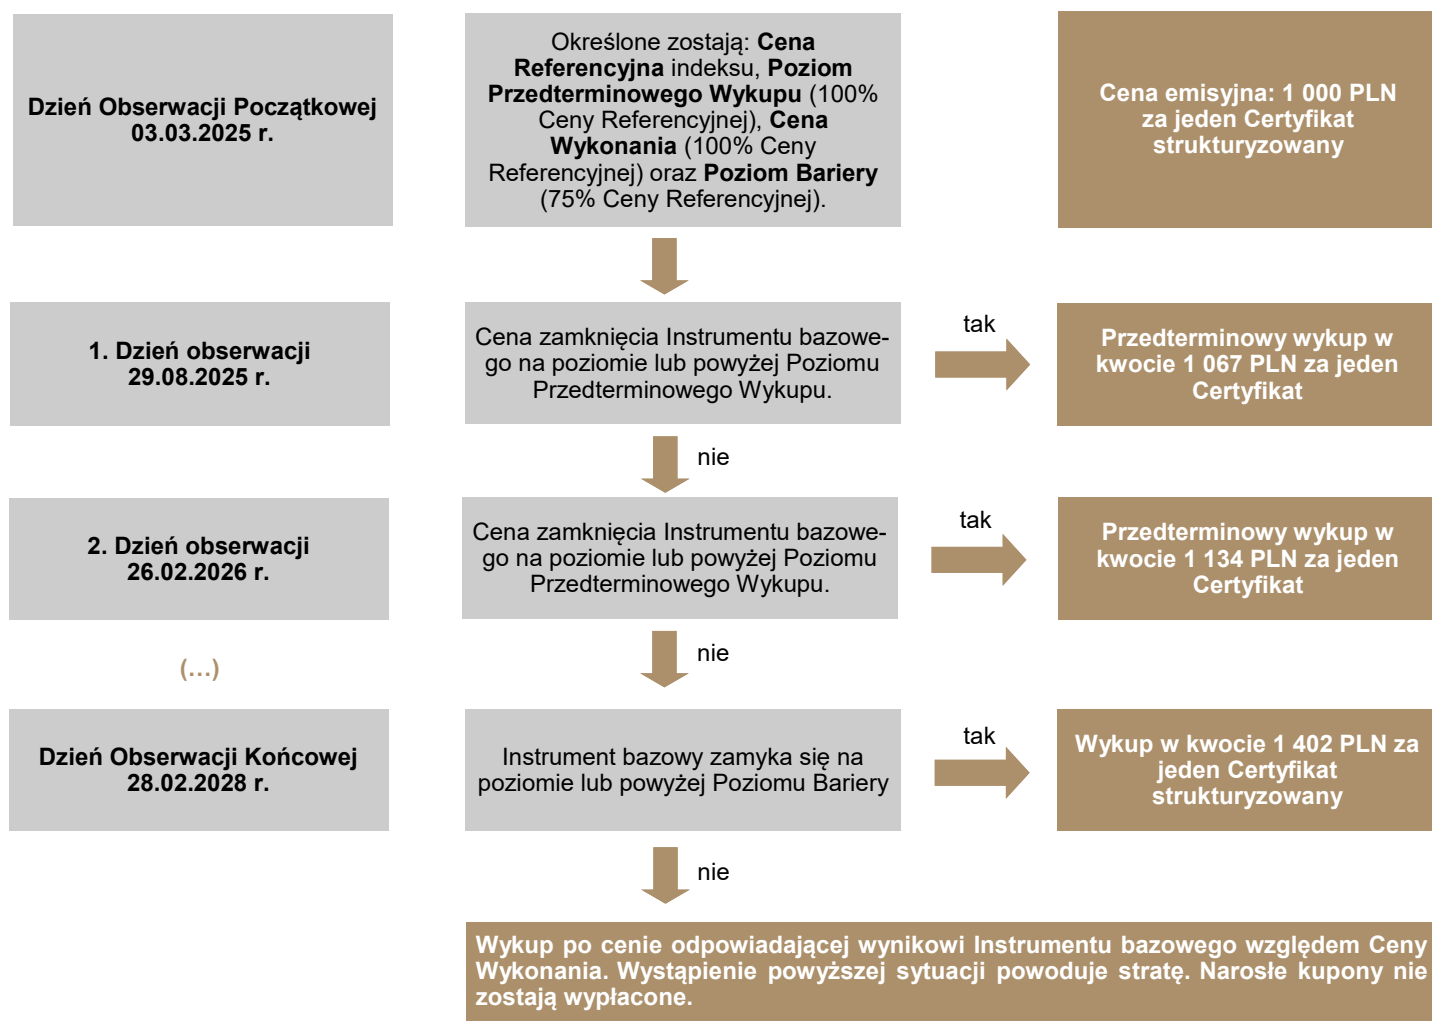 Dzień Obserwacji Początkowej
03.03.2025 r.
Określone zostają: Cena
Referencyjna indeksu, Poziom
Przedterminowego Wykupu (100%
Ceny Referencyjnej), Cena
Wykonania (100% Ceny
Referencyjnej) oraz Poziom Bariery
(75% Ceny Referencyjnej).
Cena emisyjna: 1 000 PLN
za jeden Certyfikat
strukturyzowany
1. Dzień obserwacji
29.08.2025 r.
Cena zamknięcia Instrumentu bazowe-
go na poziomie lub powyżej Poziomu
Przedterminowego Wykupu.
tak
Przedterminowy wykup w
kwocie 1 067 PLN za jeden
Certyfikat
nie
2. Dzień obserwacji
26.02.2026 r.
Cena zamknięcia Instrumentu bazowe-
go na poziomie lub powyżej Poziomu
Przedterminowego Wykupu.
tak
Przedterminowy wykup w
kwocie 1 134 PLN za jeden
Certyfikat
(…)
nie
Dzień Obserwacji Końcowej
28.02.2028 r.
Instrument bazowy zamyka się na
poziomie lub powyżej Poziomu Bariery
tak
Wykup w kwocie 1 402 PLN za
jeden Certyfikat
strukturyzowany
nie
Wykup po cenie odpowiadającej wynikowi Instrumentu bazowego względem Ceny
Wykonania. Wystąpienie powyższej sytuacji powoduje stratę. Narosłe kupony nie
zostają wypłacone.